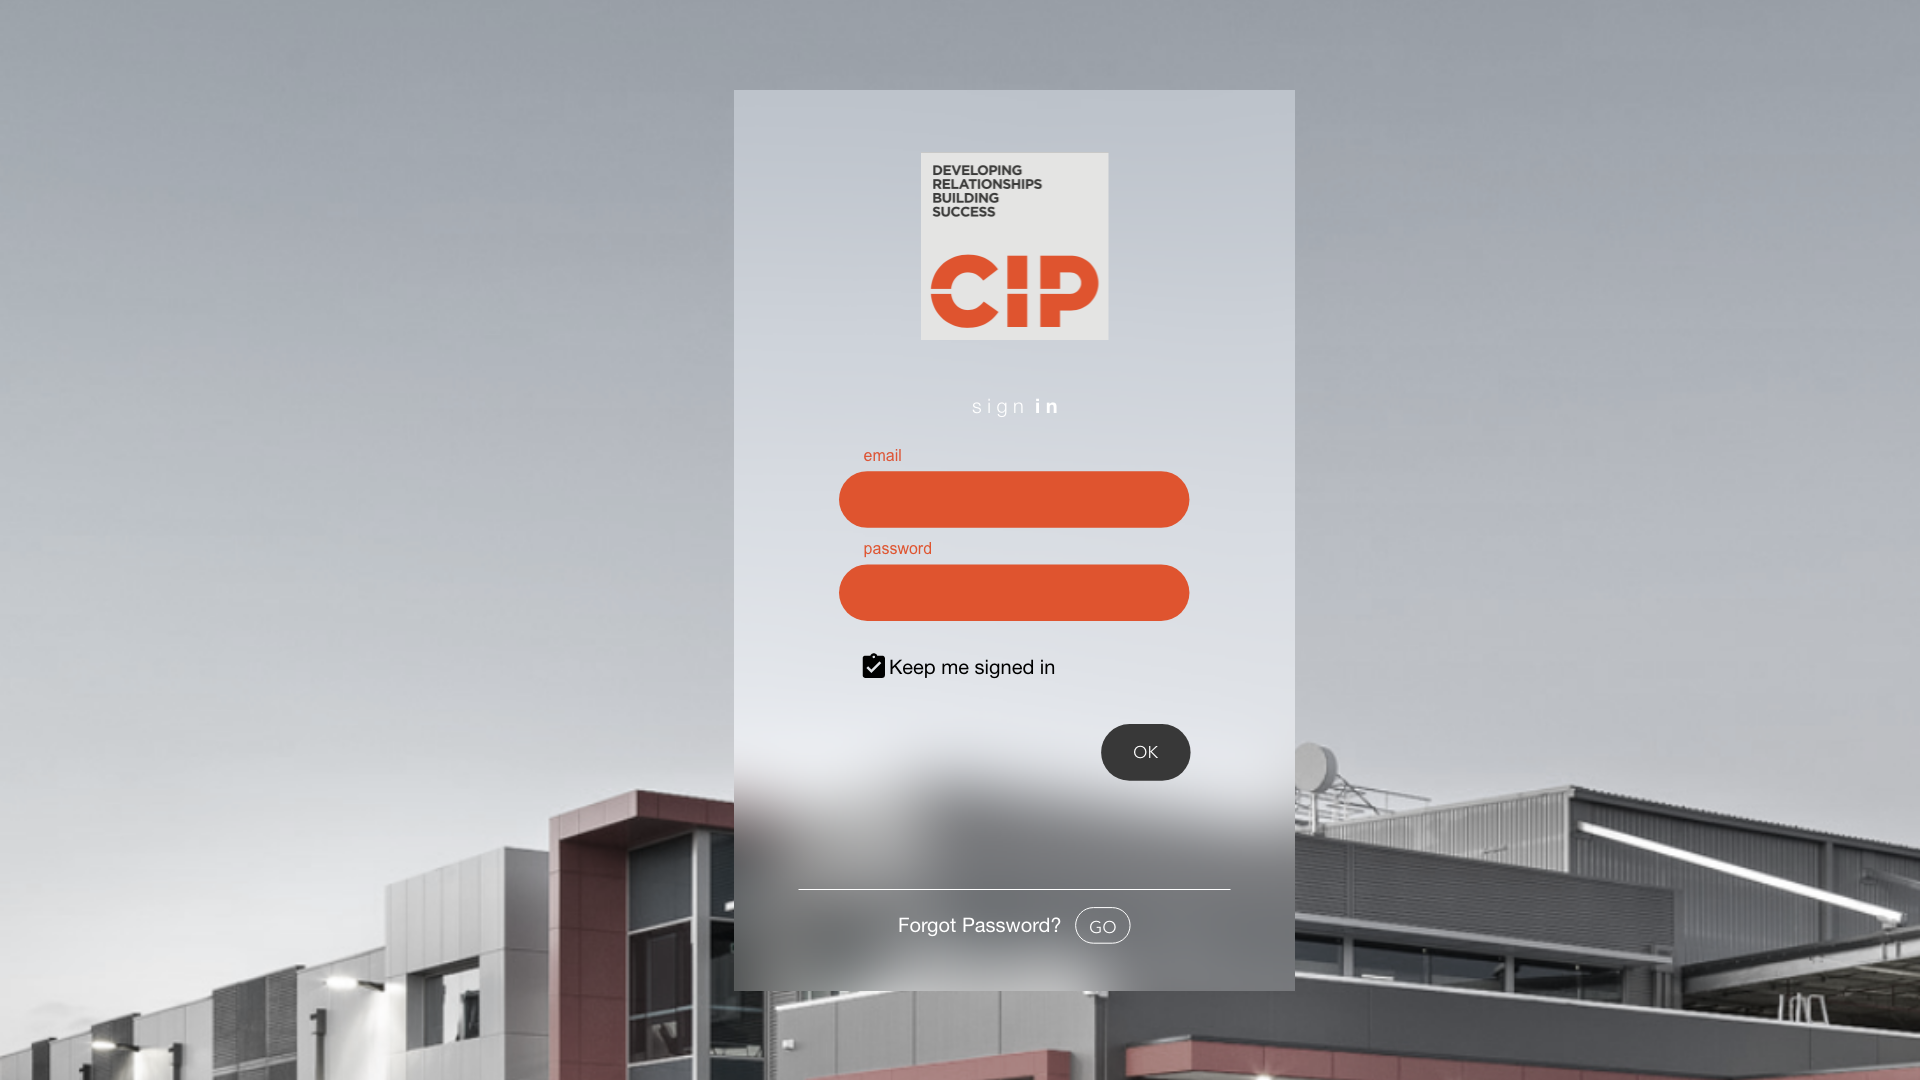 DEVELOPING
RELATIONSHIPS
BUILDING
SUCCESS
CIP
sign in
email
password
Keep me signed in
OK
Forgot Password?
GO